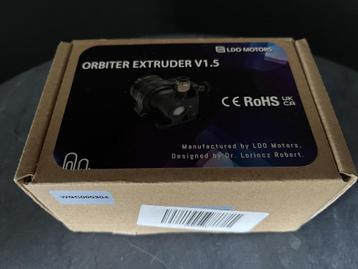 LDO MOTORS
ORBITER EXTRUDER V1.5
CE RoHS UK CA
Manufactured by LDO Motors,
Designed by Dr. Lorincz Robert.
WQC000304